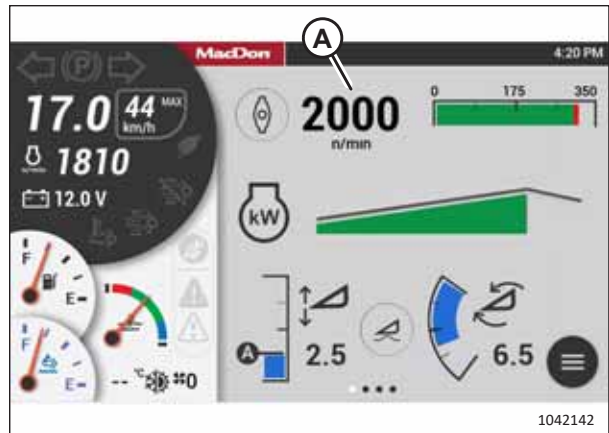 A
MacDon
4:20 PM
P
17.0
44 MAX
km/h
n/min
1810
12.0 V
2000
n/min
0 175 350
kW
F
E
F
E
-- °C 0
A
2.5
6.5
1042142